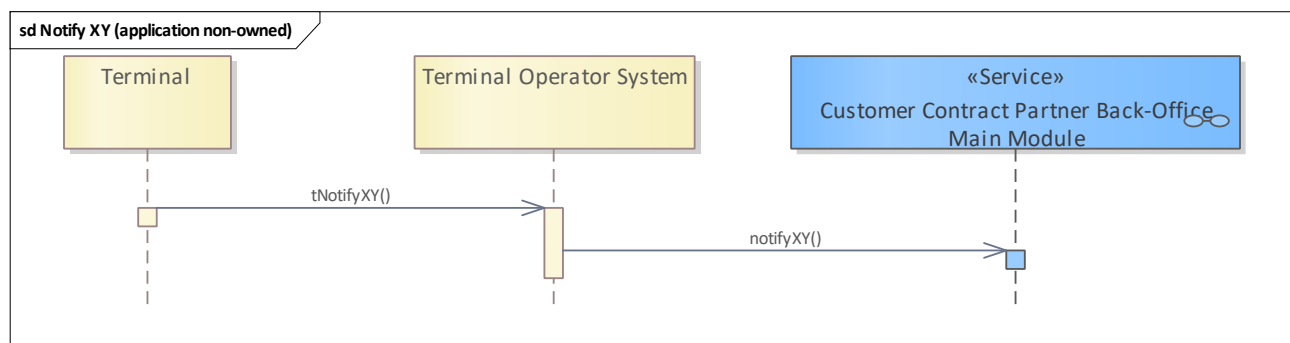 sd Notify XY (application non-owned)
Terminal
Terminal Operator System
«Service»
Customer Contract Partner Back-Office
Main Module
tNotifyXY()
notifyXY()